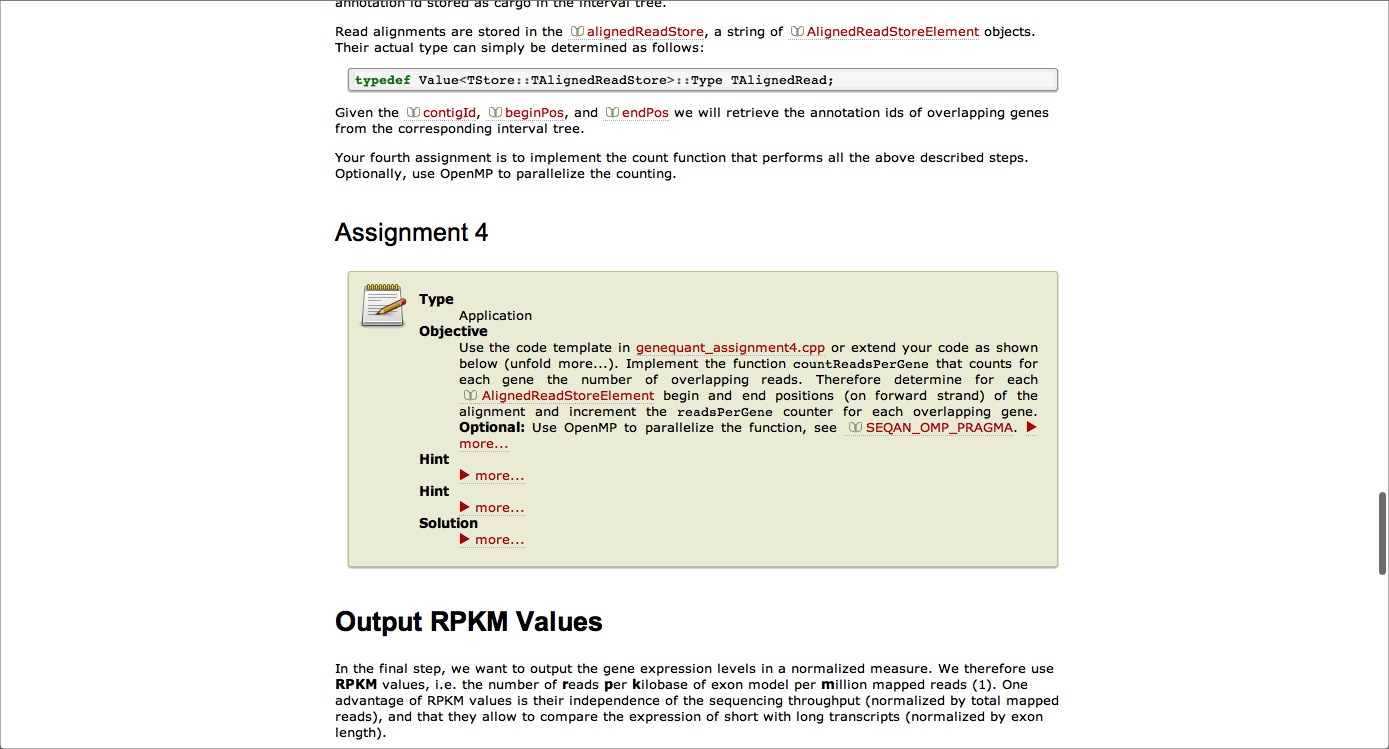 annotation id stored as cargo in the interval tree.
Read alignments are stored in the alignedReadStore, a string of AlignedReadStoreElement objects.
Their actual type can simply be determined as follows:
typedef Value<TStore::TAlignedReadStore>::Type TAlignedRead;
Given the contigId, beginPos, and endPos we will retrieve the annotation ids of overlapping genes
from the corresponding interval tree.
Your fourth assignment is to implement the count function that performs all the above described steps.
Optionally, use OpenMP to parallelize the counting.
Assignment 4
Type
Application
Objective
Use the code template in genequant_assignment4.cpp or extend your code as shown
below (unfold more...). Implement the function countReadsPerGene that counts for
each gene the number of overlapping reads. Therefore determine for each
AlignedReadStoreElement begin and end positions (on forward strand) of the
alignment and increment the readsPerGene counter for each overlapping gene.
Optional: Use OpenMP to parallelize the function, see SEQAN_OMP_PRAGMA. ▶
more...
Hint
▶ more...
Hint
▶ more...
Solution
▶ more...
Output RPKM Values
In the final step, we want to output the gene expression levels in a normalized measure. We therefore use
RPKM values, i.e. the number of reads per kilobase of exon model per million mapped reads (1). One
advantage of RPKM values is their independence of the sequencing throughput (normalized by total mapped
reads), and that they allow to compare the expression of short with long transcripts (normalized by exon
length).